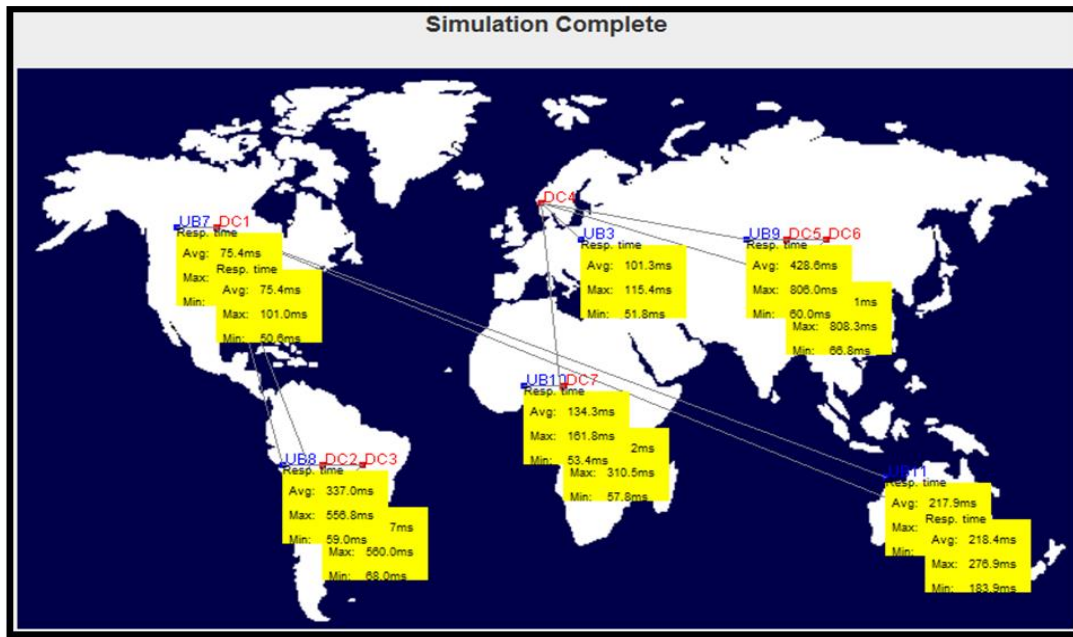 Simulation Complete
DC4
UB7 DC1
Resp. time
Avg: 75.4ms
Max:
Min:
Resp. time
Avg: 75.4ms
Max: 101.0ms
Min: 50.6ms
UB3
Resp. time
Avg: 101.3ms
Max: 115.4ms
Min: 51.8ms
UB9 DC5 DC6
Resp. time
Avg: 428.6ms
Max: 806.0ms
Min: 60.0ms
1ms
Max: 808.3ms
Min: 66.8ms
UB10 DC7
Resp. time
Avg: 134.3ms
Max: 161.8ms
Min: 53.4ms
2ms
Max: 310.5ms
Min: 57.8ms
UB8 DC2 DC3
Resp. time
Avg: 337.0ms
Max: 556.8ms
Min: 59.0ms
7ms
Max: 560.0ms
Min: 68.0ms
UB11
Resp. time
Avg: 217.9ms
Max:
Min:
Resp. time
Avg: 218.4ms
Max: 276.9ms
Min: 183.9ms